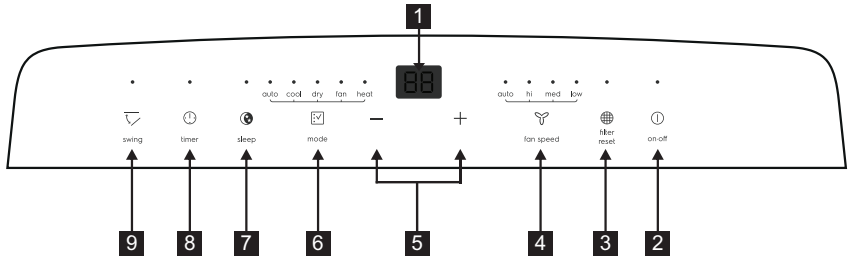 1
88
auto cool dry fan heat
auto hi med low
swing
timer
sleep
mode
fan speed
filter
reset
on-off
9
8
7
6
5
4
3
2